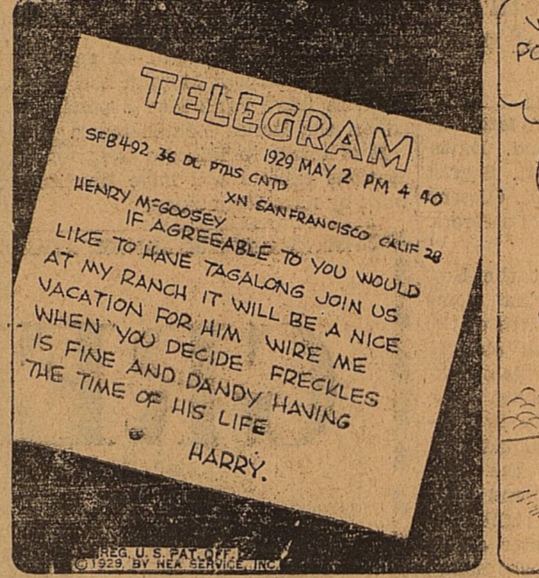 TELEGRAM
1929 MAY 2 PM 4 40
SFB492 36 DL PTHS CNTD
XN SANFRANCISCO CALIF 28
HENRY McGOOSEY
IF AGREEABLE TO YOU WOULD
LIKE TO HAVE TAGALONG JOIN US
AT MY RANCH IT WILL BE A NICE
VACATION FOR HIM WIRE ME
WHEN YOU DECIDE FRECKLES
IS FINE AND DANDY HAVING
THE TIME OF HIS LIFE
HARRY.
REG. U. S. PAT. OFF.
©1929, BY NEA SERVICE, INC.